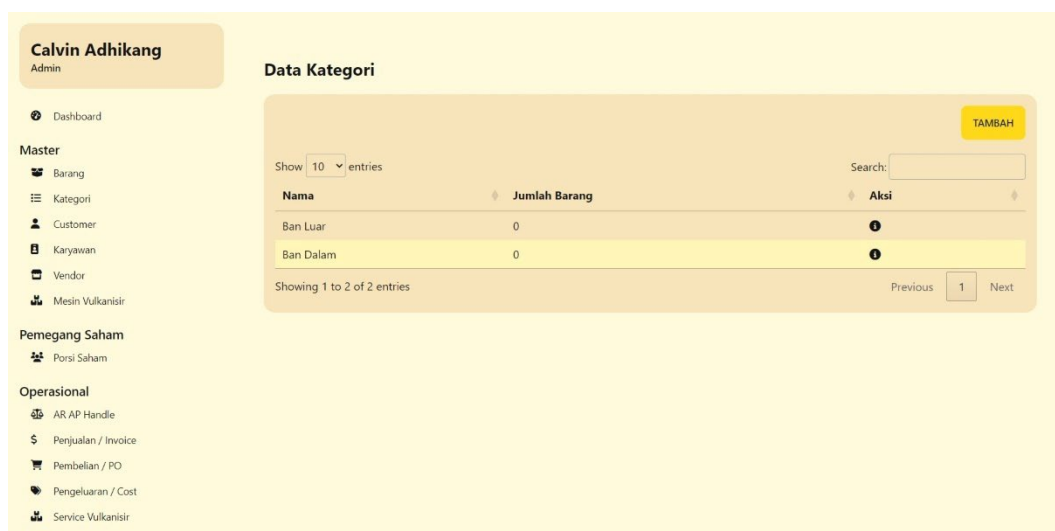 Calvin Adhikang
Admin
Dashboard
Master
Barang
Kategori
Customer
Karyawan
Vendor
Mesin Vulkanisir
Pemegang Saham
Porsi Saham
Operasional
AR AP Handle
Penjualan / Invoice
Pembelian / PO
Pengeluaran / Cost
Service Vulkanisir
Data Kategori
TAMBAH
Show 10 entries Search:
Nama Jumlah Barang Aksi
Ban Luar 0
Ban Dalam 0
Showing 1 to 2 of 2 entries Previous 1 Next